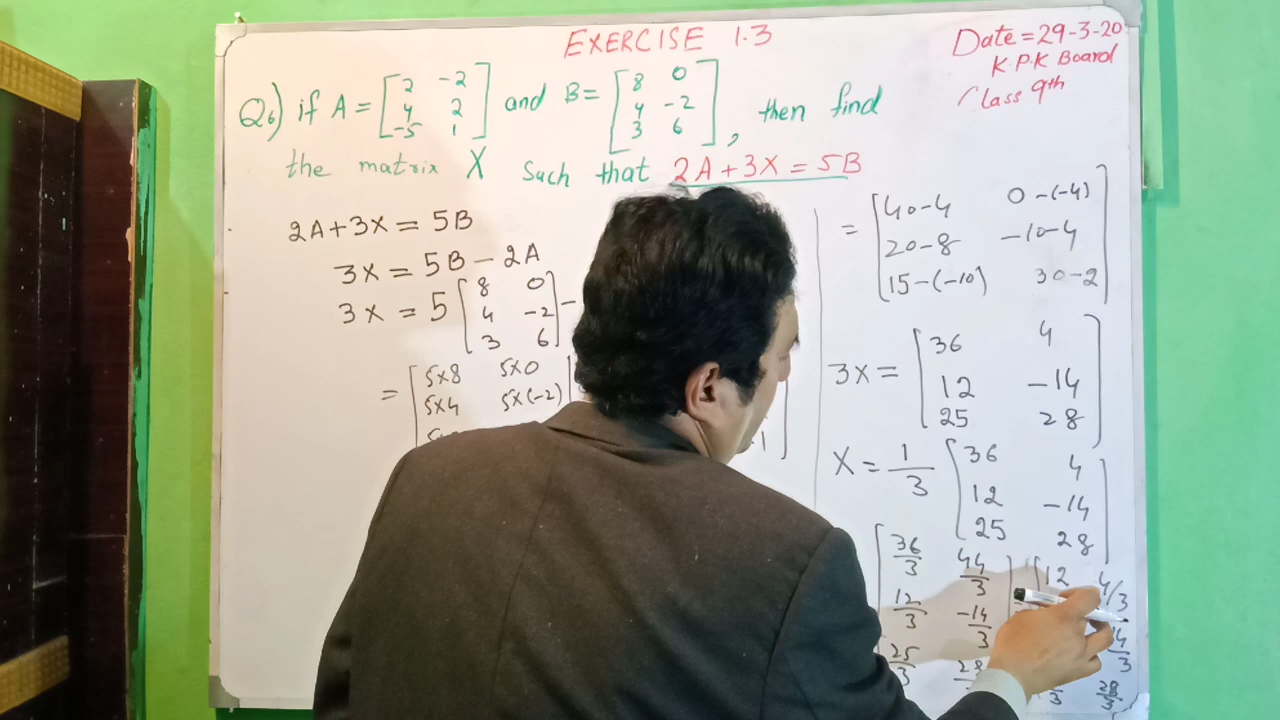 EXERCISE 1.3
Date = 29-3-20
K.P.K Board
Class 9th
Q6) if A = [2 -2 and B = [8 0
4 2 4 -2
-5 1] 3 6], then find
the matrix X Such that 2A+3X = 5B
2A+3X = 5B
3X = 5B - 2A
3X = 5 [8 0
4 -2
3 6] -
= [5x8 5x0
5x4 5x(-2)
= [40-4 0-(-4)
20-8 -10-4
15-(-10) 30-2]
3X = [36 4
12 -14
25 28]
X = 1/3 [36 4
12 -14
25 28]
[36/3 44/3
12/3 -14/3
25/3
[12 4/3
14/3
28/3